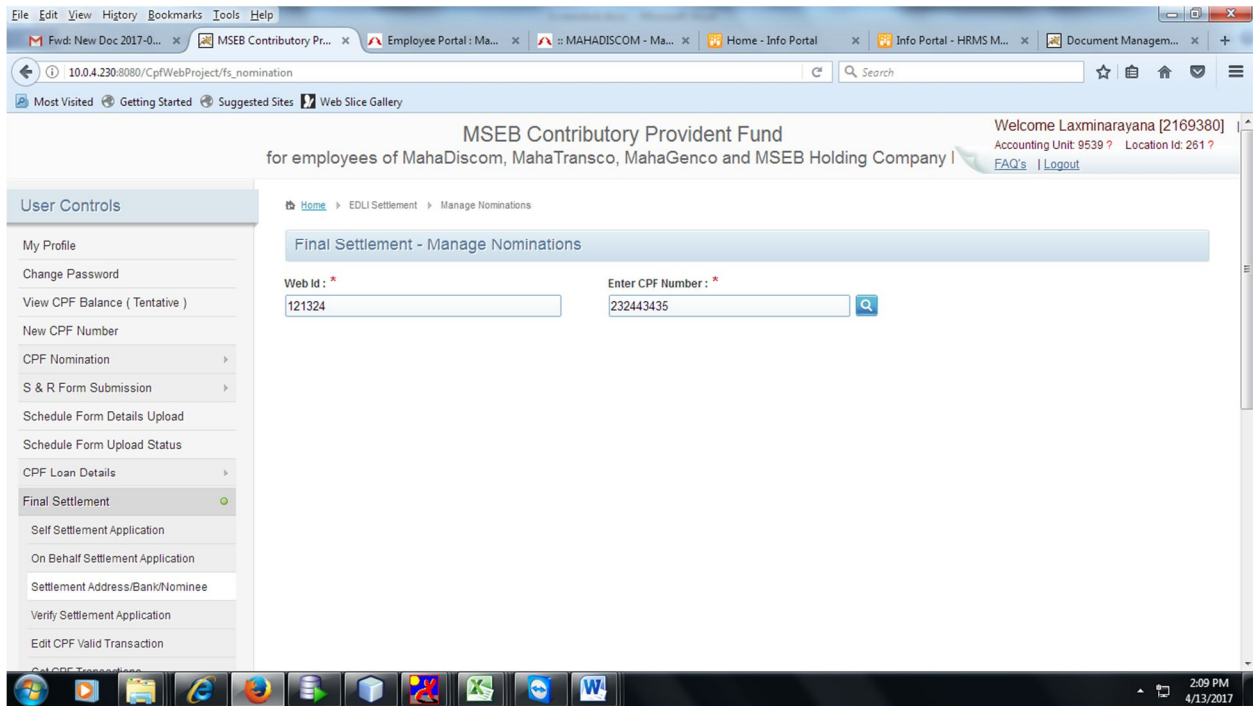 File Edit View History Bookmarks Tools Help
Fwd: New Doc 2017-0... × MSEB Contributory Pr... × Employee Portal : Ma... × :: MAHADISCOM - Ma... × Home - Info Portal × Info Portal - HRMS M... × Document Managem... × +
10.0.4.230:8080/CpfWebProject/fs_nomination Search
Most Visited Getting Started Suggested Sites Web Slice Gallery
MSEB Contributory Provident Fund
for employees of MahaDiscom, MahaTransco, MahaGenco and MSEB Holding Company
Welcome Laxminarayana [2169380] |
Accounting Unit: 9539 ? Location Id: 261 ?
FAQ's | Logout
User Controls
My Profile
Change Password
View CPF Balance ( Tentative )
New CPF Number
CPF Nomination
S & R Form Submission
Schedule Form Details Upload
Schedule Form Upload Status
CPF Loan Details
Final Settlement
Self Settlement Application
On Behalf Settlement Application
Settlement Address/Bank/Nominee
Verify Settlement Application
Edit CPF Valid Transaction
Home EDLI Settlement Manage Nominations
Final Settlement - Manage Nominations
Web Id : * Enter CPF Number : *
121324 232443435
2:09 PM
4/13/2017